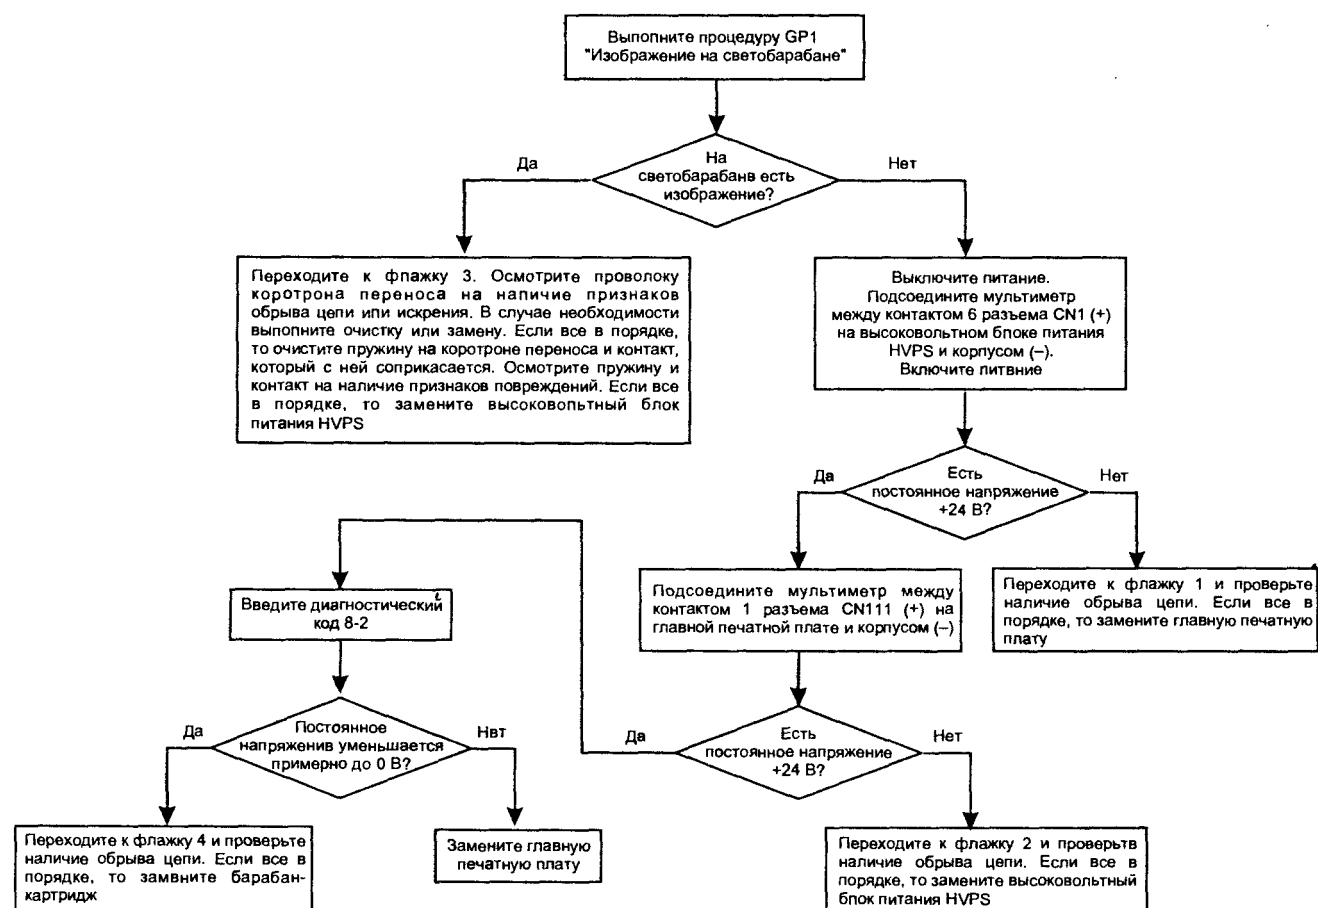 Выполните процедуру GP1
"Изображение на светобарабане"
Да
На
светобарабанв есть
изображение?
Нет
Переходите к флажку 3. Осмотрите проволоку
коротрона переноса на наличие признаков
обрыва цепи ипи искрения. В случае необходимости
выполните очистку или замену. Если все в порядке,
то очистите пружину на коротроне переноса и контакт,
который с ней соприкасается. Осмотрите пружину и
контакт на наличие признаков повреждений. Если все
в порядке, то замените высоковопьтный блок
питания HVPS
Выключите питание.
Подсоедините мультиметр
между контактом 6 разъема CN1 (+)
на высоковольтном бпоке питания
HVPS и корпусом (–).
Включите питвние
Да
Есть
постоянное напряжение
+24 В?
Нет
Введите диагностический
код 8-2
Подсоедините мультиметр между
контактом 1 разъема CN111 (+) на
главной печатной плате и корпусом (–)
Переходите к флажку 1 и проверьте
наличие обрыва цепи. Если все в
порядке, то замените главную печатную
плату
Да
Постоянное
напряженив уменьшается
примерно до 0 В?
Нвт
Да
Есть
постоянное напряжение
+24 В?
Нет
Переходите к флажку 4 и проверьте
наличие обрыва цепи. Если все в
порядке, то замвните барабан-
картридж
Замените главную
печатную плату
Переходите к флажку 2 и проверьтв
наличие обрыва цепи. Если все в
порядке, то замените высоковольтный
бпок питания HVPS